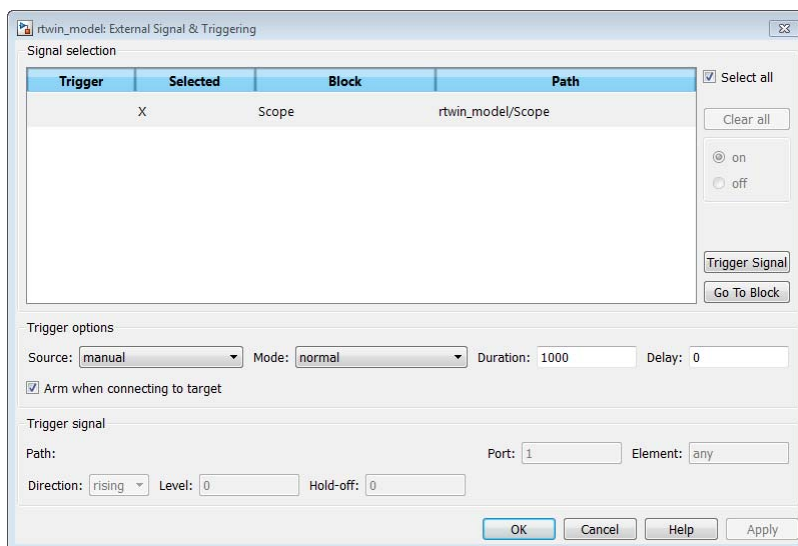 rtwin_model: External Signal & Triggering
Signal selection
Trigger Selected Block Path
X Scope rtwin_model/Scope
Select all
Clear all
on
off
Trigger Signal
Go To Block
Trigger options
Source: manual Mode: normal Duration: 1000 Delay: 0
Arm when connecting to target
Trigger signal
Path: Port: 1 Element: any
Direction: rising Level: 0 Hold-off: 0
OK Cancel Help Apply